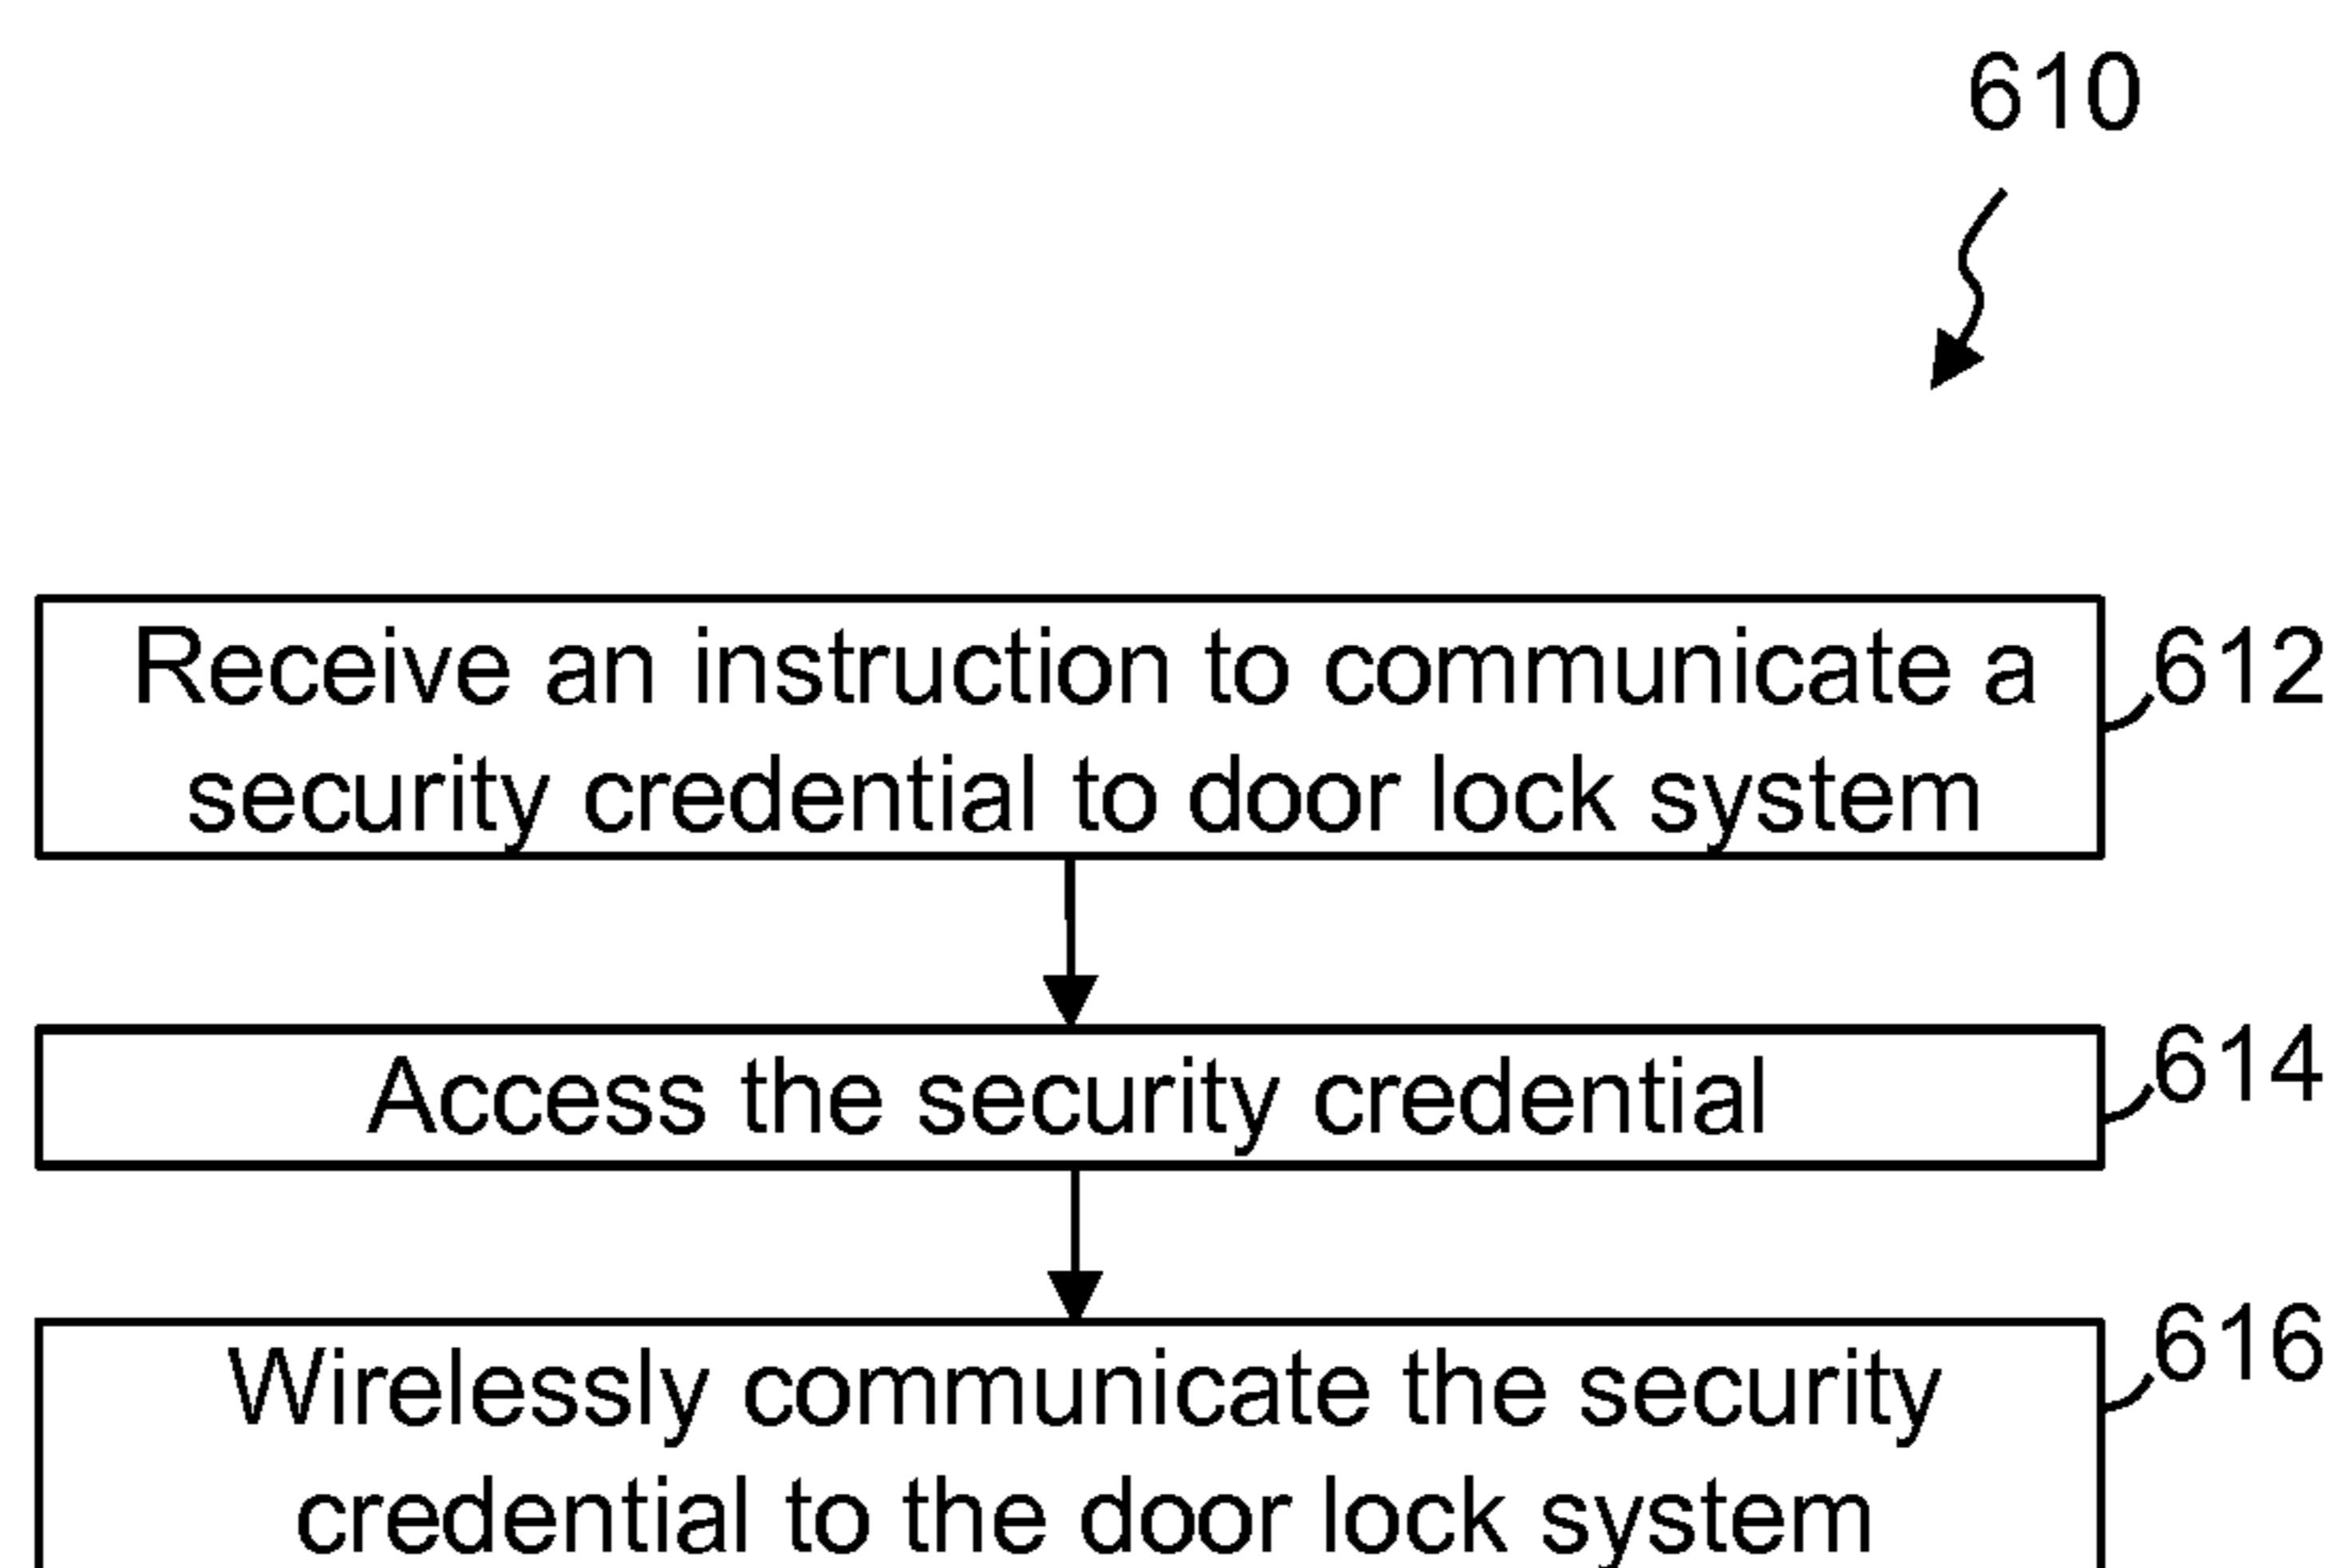 610
Receive an instruction to communicate a
security credential to door lock system
612
Access the security credential
614
Wirelessly communicate the security
credential to the door lock system
616